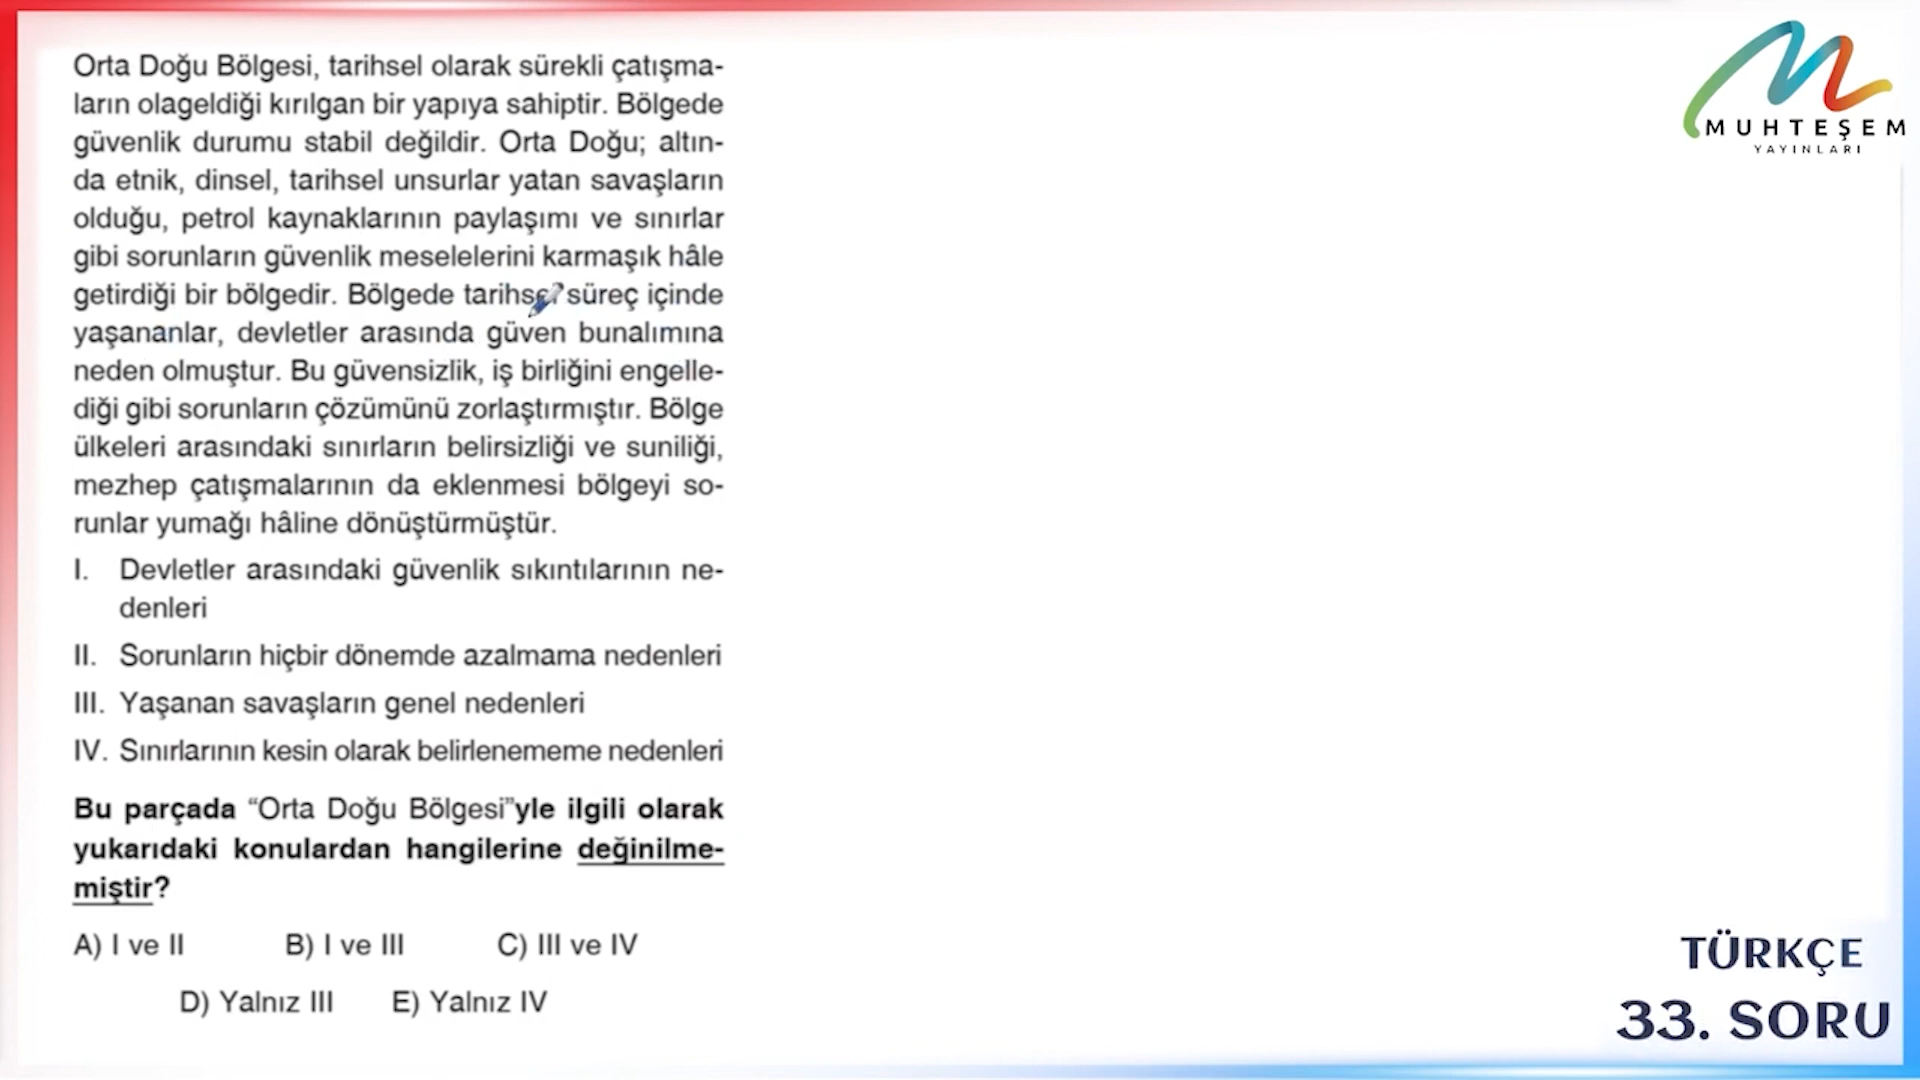 Orta Doğu Bölgesi, tarihsel olarak sürekli çatışma-
ların olageldiği kırılgan bir yapıya sahiptir. Bölgede
güvenlik durumu stabil değildir. Orta Doğu; altın-
da etnik, dinsel, tarihsel unsurlar yatan savaşların
olduğu, petrol kaynaklarının paylaşımı ve sınırlar
gibi sorunların güvenlik meselelerini karmaşık hâle
getirdiği bir bölgedir. Bölgede tarihsel süreç içinde
yaşananlar, devletler arasında güven bunalımına
neden olmuştur. Bu güvensizlik, iş birliğini engelle-
diği gibi sorunların çözümünü zorlaştırmıştır. Bölge
ülkeleri arasındaki sınırların belirsizliği ve suniliği,
mezhep çatışmalarının da eklenmesi bölgeyi so-
runlar yumağı hâline dönüştürmüştür.
I. Devletler arasındaki güvenlik sıkıntılarının ne-
denleri
II. Sorunların hiçbir dönemde azalmama nedenleri
III. Yaşanan savaşların genel nedenleri
IV. Sınırlarının kesin olarak belirlenememe nedenleri
Bu parçada “Orta Doğu Bölgesi”yle ilgili olarak
yukarıdaki konulardan hangilerine değinilme-
miştir?
A) I ve II B) I ve III C) III ve IV
D) Yalnız III E) Yalnız IV
MUHTEŞEM
YAYINLARI
TÜRKÇE
33. SORU